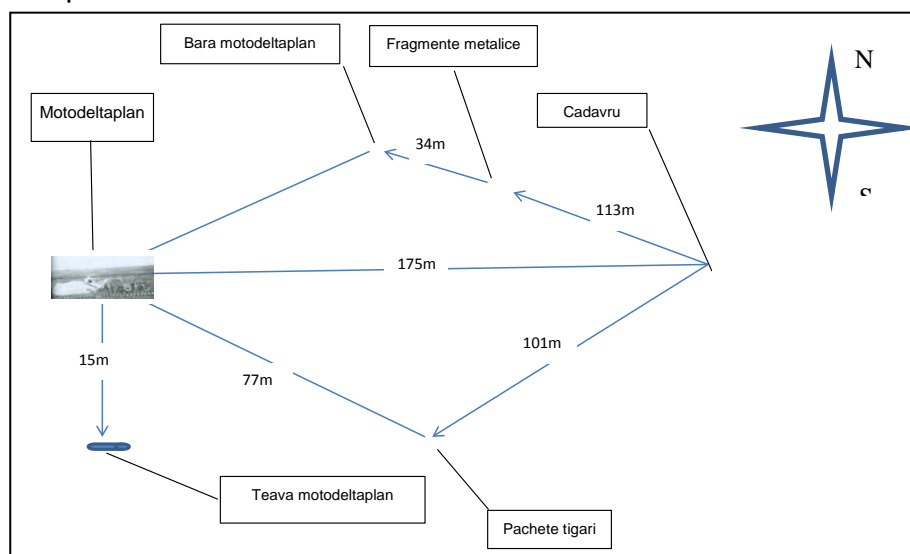 Bara motodeltaplan
Fragmente metalice
N
Motodeltaplan
Cadavru
34m
S
113m
175m
15m
101m
77m
Teava motodeltaplan
Pachete tigari